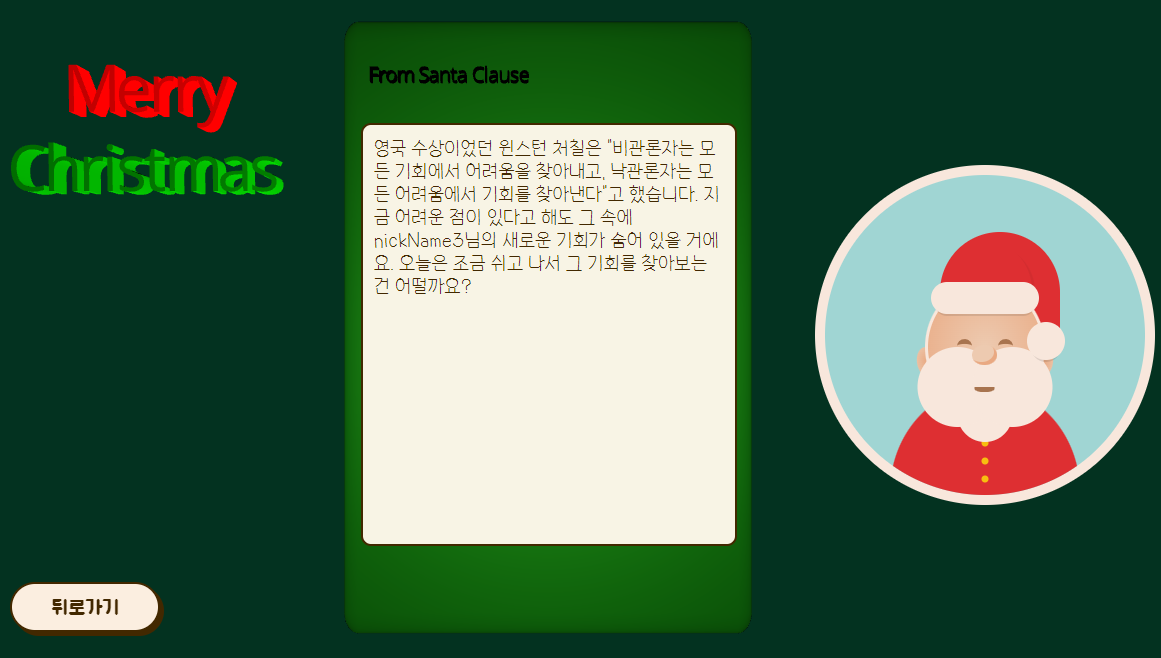 Merry
Christmas
From Santa Clause
영국 수상이었던 윈스턴 처칠은 "비관론자는 모
든 기회에서 어려움을 찾아내고, 낙관론자는 모
든 어려움에서 기회를 찾아낸다"고 했습니다. 지
금 어려운 점이 있다고 해도 그 속에
nickName3님의 새로운 기회가 숨어 있을 거에
요. 오늘은 조금 쉬고 나서 그 기회를 찾아보는
건 어떨까요?
뒤로가기